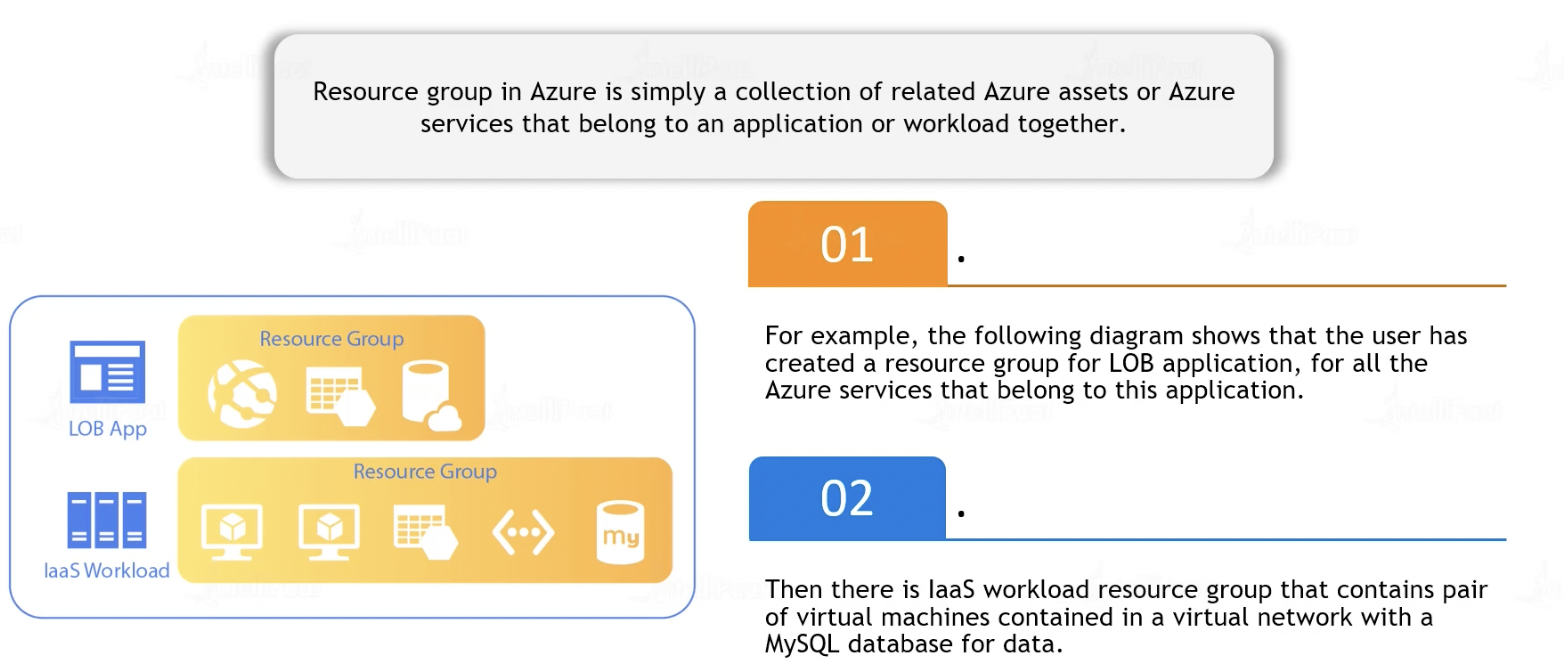 Resource group in Azure is simply a collection of related Azure assets or Azure
services that belong to an application or workload together.
01
.
For example, the following diagram shows that the user has
created a resource group for LOB application, for all the
Azure services that belong to this application.
02
.
Then there is IaaS workload resource group that contains pair
of virtual machines contained in a virtual network with a
MySQL database for data.
Resource Group
LOB App
Resource Group
my
IaaS Workload